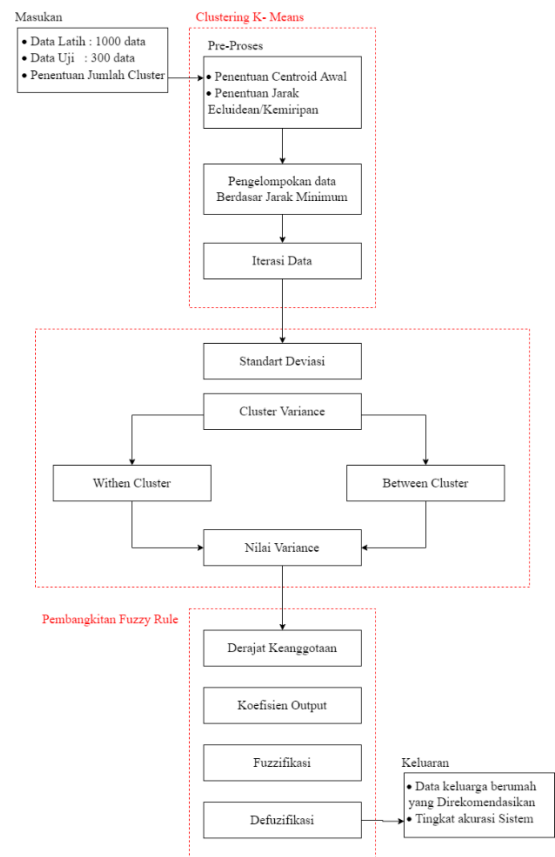 Masukan
• Data Latih : 1000 data
• Data Uji : 300 data
• Penentuan Jumlah Cluster
Clustering K- Means
Pre-Proses
• Penentuan Centroid Awal
• Penentuan Jarak
Ecluidean/Kemiripan
Pengelompokan data
Berdasar Jarak Minimum
Iterasi Data
Standart Deviasi
Cluster Variance
Withen Cluster
Between Cluster
Nilai Variance
Pembangkitan Fuzzy Rule
Derajat Keanggotaan
Koefisien Output
Fuzzifikasi
Defuzifikasi
Keluaran
• Data keluarga berumah
yang Direkomendasikan
• Tingkat akurasi Sistem